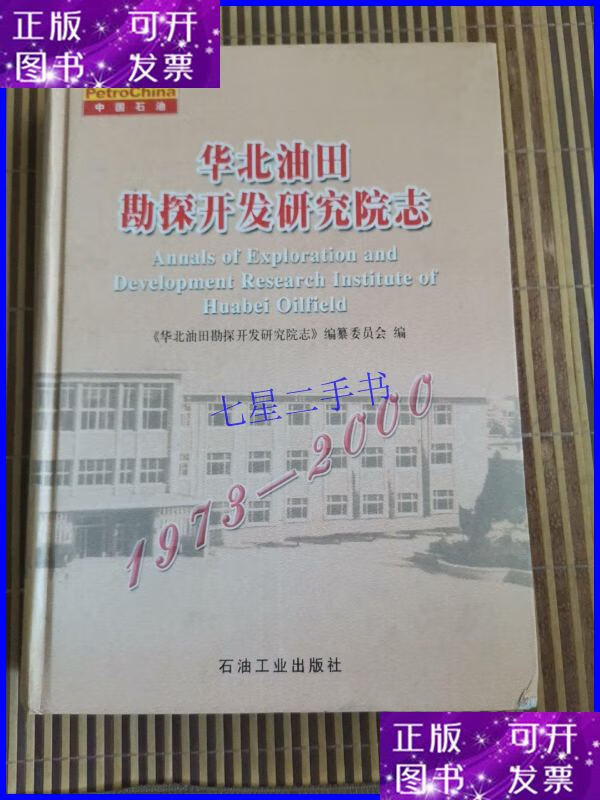 正版 可开
图书 发票
PetroChina
中国石油
华北油田
勘探开发研究院志
Annals of Exploration and
Development Research Institute of
Huabei Oilfield
《华北油田勘探开发研究院志》编纂委员会 编
七星二手书
1973—2000
石油工业出版社
正版 可开
图书 发票